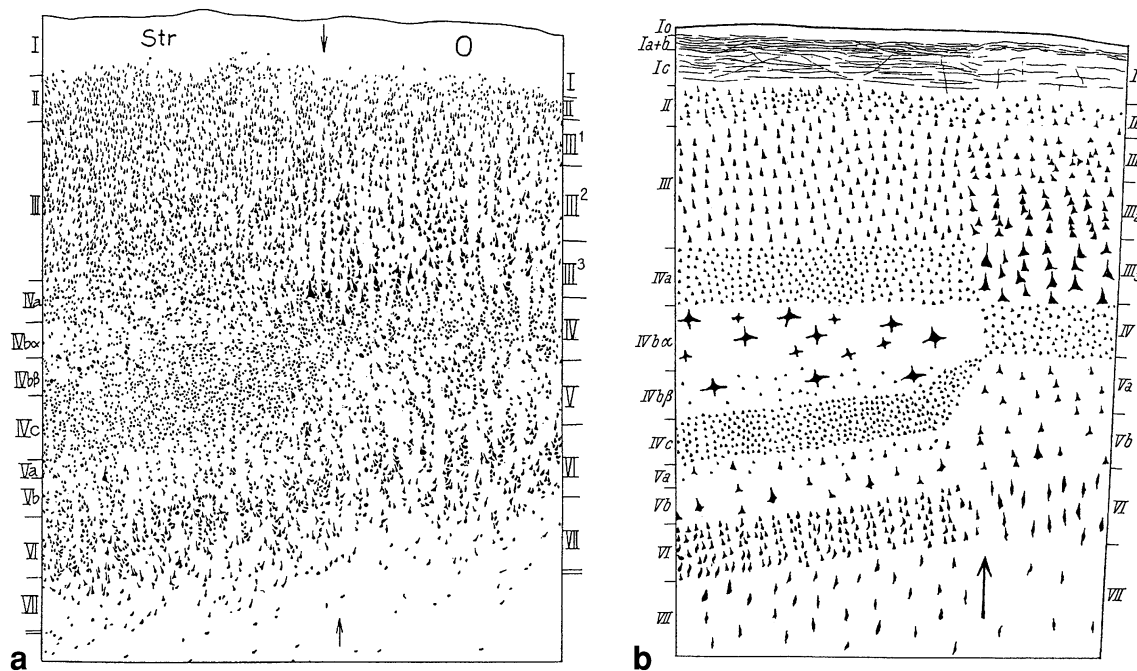 Str O
I
II
III
IVa
IVbα
IVbβ
IVc
Va
Vb
VI
VII
I
II
III¹
III²
III³
IV
V
VI
VII
a
Io
Ia+b
Ic
II
III
IVa
IVbα
IVbβ
IVc
Va
Vb
VI
VII
IV
Va
Vb
VI
VII
b